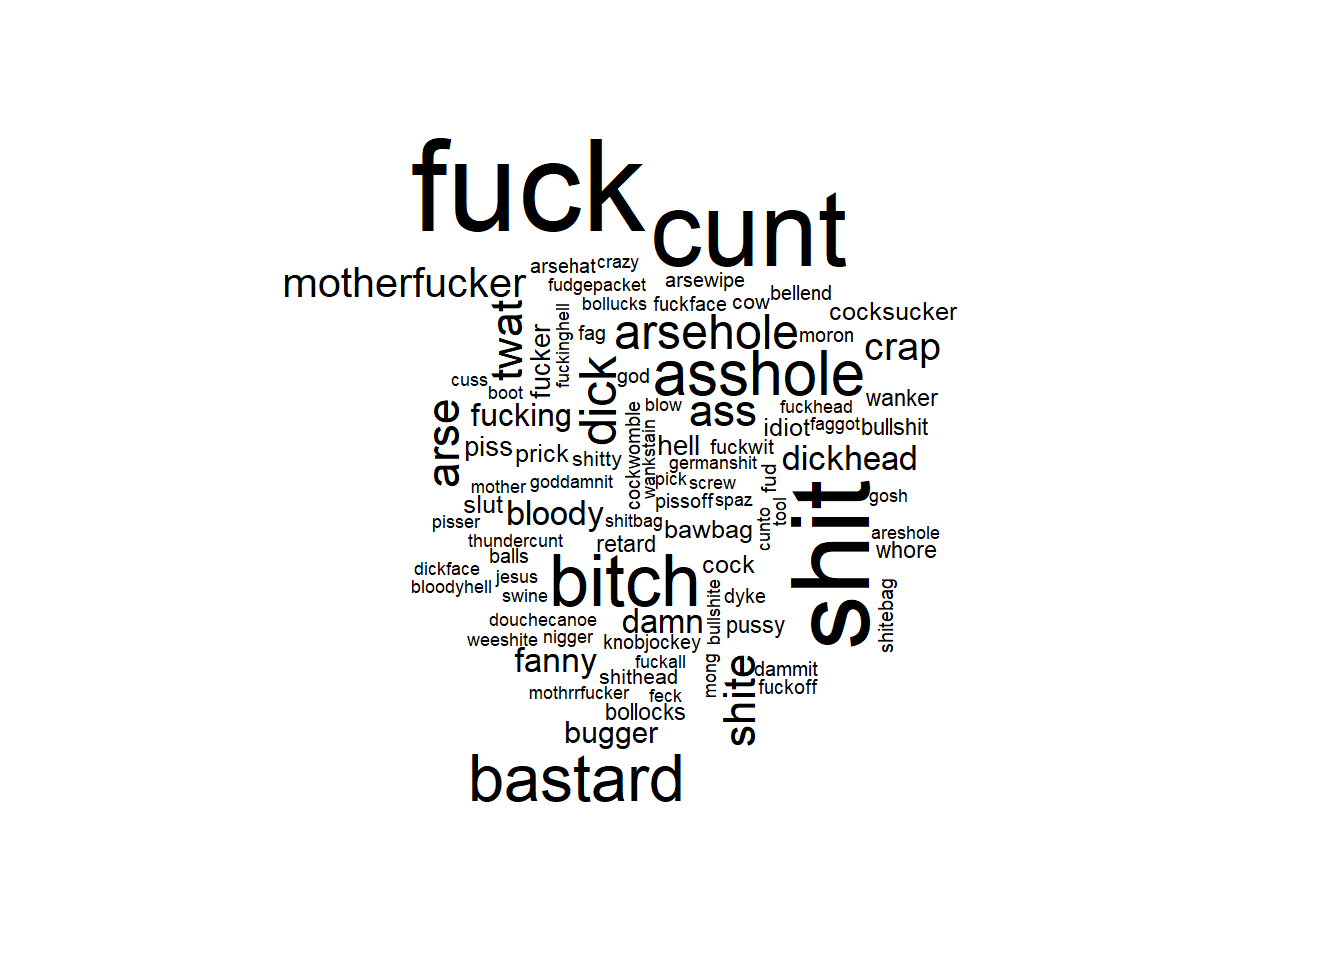 fuck
cunt
motherfucker
arsehat
crazy
fudgepacket
arsewipe
bollucks
fuckface
cow
bellend
cocksucker
twat
fucker
fuckinghell
fag
arsehole
moron
crap
cuss
boot
dick
god
asshole
wanker
arse
fucking
cockwomble
blow
ass
fuckhead
idiot
faggot
bullshit
piss
prick
shitty
wankstain
hell
fuckwit
germanshit
dickhead
mother
goddamnit
pick
screw
fud
slut
bloody
shitbag
pissoff
spaz
tool
gosh
pisser
bawbag
cunto
shit
areshole
thundercunt
retard
whore
balls
dickface
bloodyhell
jesus
swine
bitch
cock
bullshite
dyke
shitebag
douchecanoe
damn
pussy
weeshite
nigger
knobjockey
fanny
fuckall
shithead
mong
shite
dammit
fuckoff
mothrrfucker
feck
bollocks
bugger
bastard